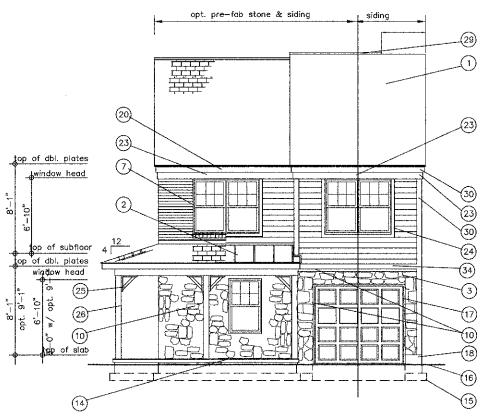 opt. pre-fab stone & siding
siding
29
1
20
23
23
top of dbl. plates
window head
7
30
23
30
8'-1"
6'-10"
2
24
12
4
top of subfloor
34
top of dbl. plates
window head
3
25
17
26
10
10
8'-1"
opt. 9'-1"
6'-10"
w/ opt. 9'
18
top of slab
16
14
15